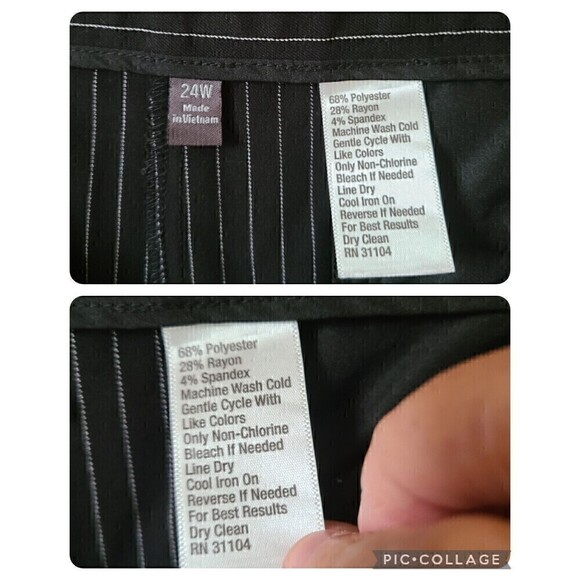 24W
Made
in Vietnam
68% Polyester
28% Rayon
4% Spandex
Machine Wash Cold
Gentle Cycle With
Like Colors
Only Non-Chlorine
Bleach If Needed
Line Dry
Cool Iron On
Reverse If Needed
For Best Results
Dry Clean
RN 31104
68% Polyester
28% Rayon
4% Spandex
Machine Wash Cold
Gentle Cycle With
Like Colors
Only Non-Chlorine
Bleach If Needed
Line Dry
Cool Iron On
Reverse If Needed
For Best Results
Dry Clean
RN 31104
PIC•COLLAGE